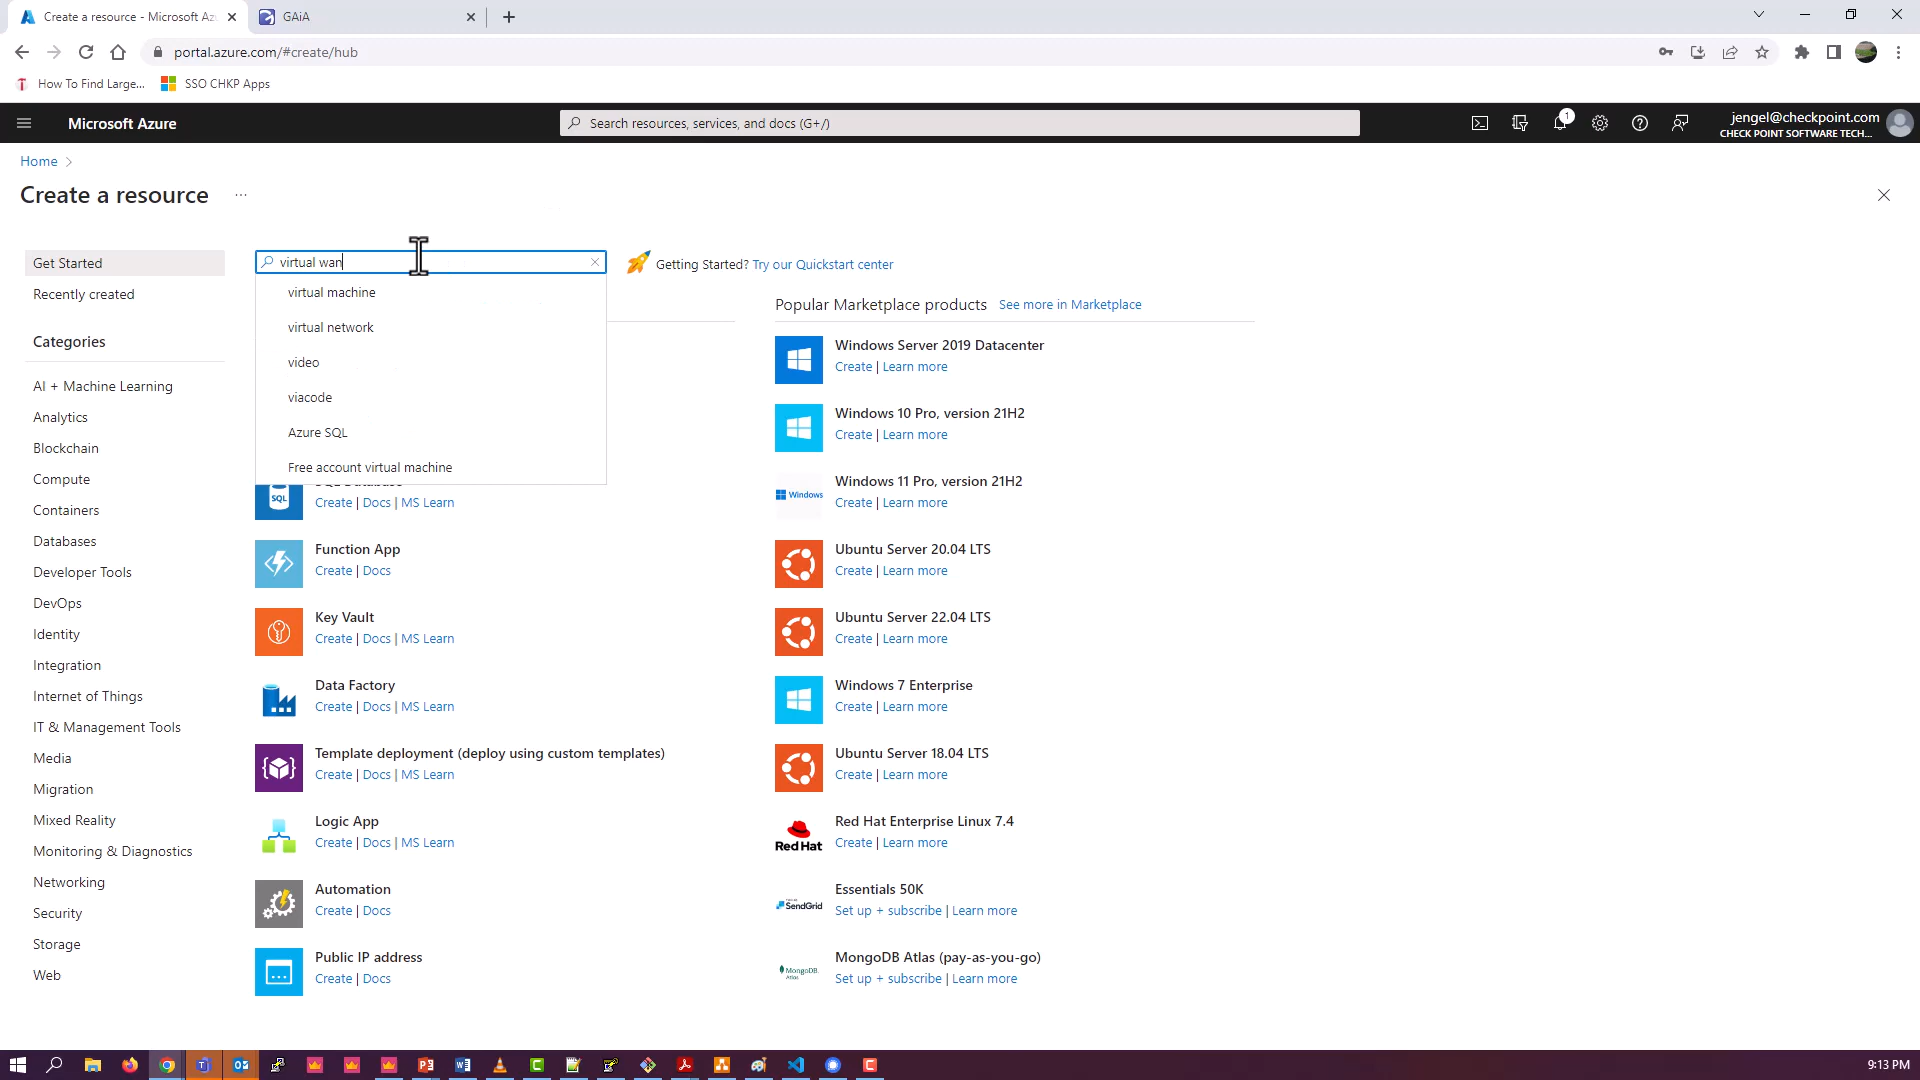 Create a resource - Microsoft Az
GAiA
portal.azure.com/#create/hub
How To Find Large...
SSO CHKP Apps
Microsoft Azure
Search resources, services, and docs (G+/)
1
jengel@checkpoint.com
CHECK POINT SOFTWARE TECH...
Home
Create a resource
...
Get Started
Recently created
Categories
AI + Machine Learning
Analytics
Blockchain
Compute
Containers
Databases
Developer Tools
DevOps
Identity
Integration
Internet of Things
IT & Management Tools
Media
Migration
Mixed Reality
Monitoring & Diagnostics
Networking
Security
Storage
Web
virtual wan
virtual machine
virtual network
video
viacode
Azure SQL
Free account virtual machine
SQL
Create | Docs | MS Learn
Function App
Create | Docs
Key Vault
Create | Docs | MS Learn
Data Factory
Create | Docs | MS Learn
Template deployment (deploy using custom templates)
Create | Docs | MS Learn
Logic App
Create | Docs | MS Learn
Automation
Create | Docs
Public IP address
Create | Docs
Getting Started? Try our Quickstart center
Popular Marketplace products See more in Marketplace
Windows Server 2019 Datacenter
Create | Learn more
Windows 10 Pro, version 21H2
Create | Learn more
Windows
Windows 11 Pro, version 21H2
Create | Learn more
Ubuntu Server 20.04 LTS
Create | Learn more
Ubuntu Server 22.04 LTS
Create | Learn more
Windows 7 Enterprise
Create | Learn more
Ubuntu Server 18.04 LTS
Create | Learn more
Red Hat
Red Hat Enterprise Linux 7.4
Create | Learn more
SendGrid
Essentials 50K
Set up + subscribe | Learn more
MongoDB.
Atlas
MongoDB Atlas (pay-as-you-go)
Set up + subscribe | Learn more
9:13 PM